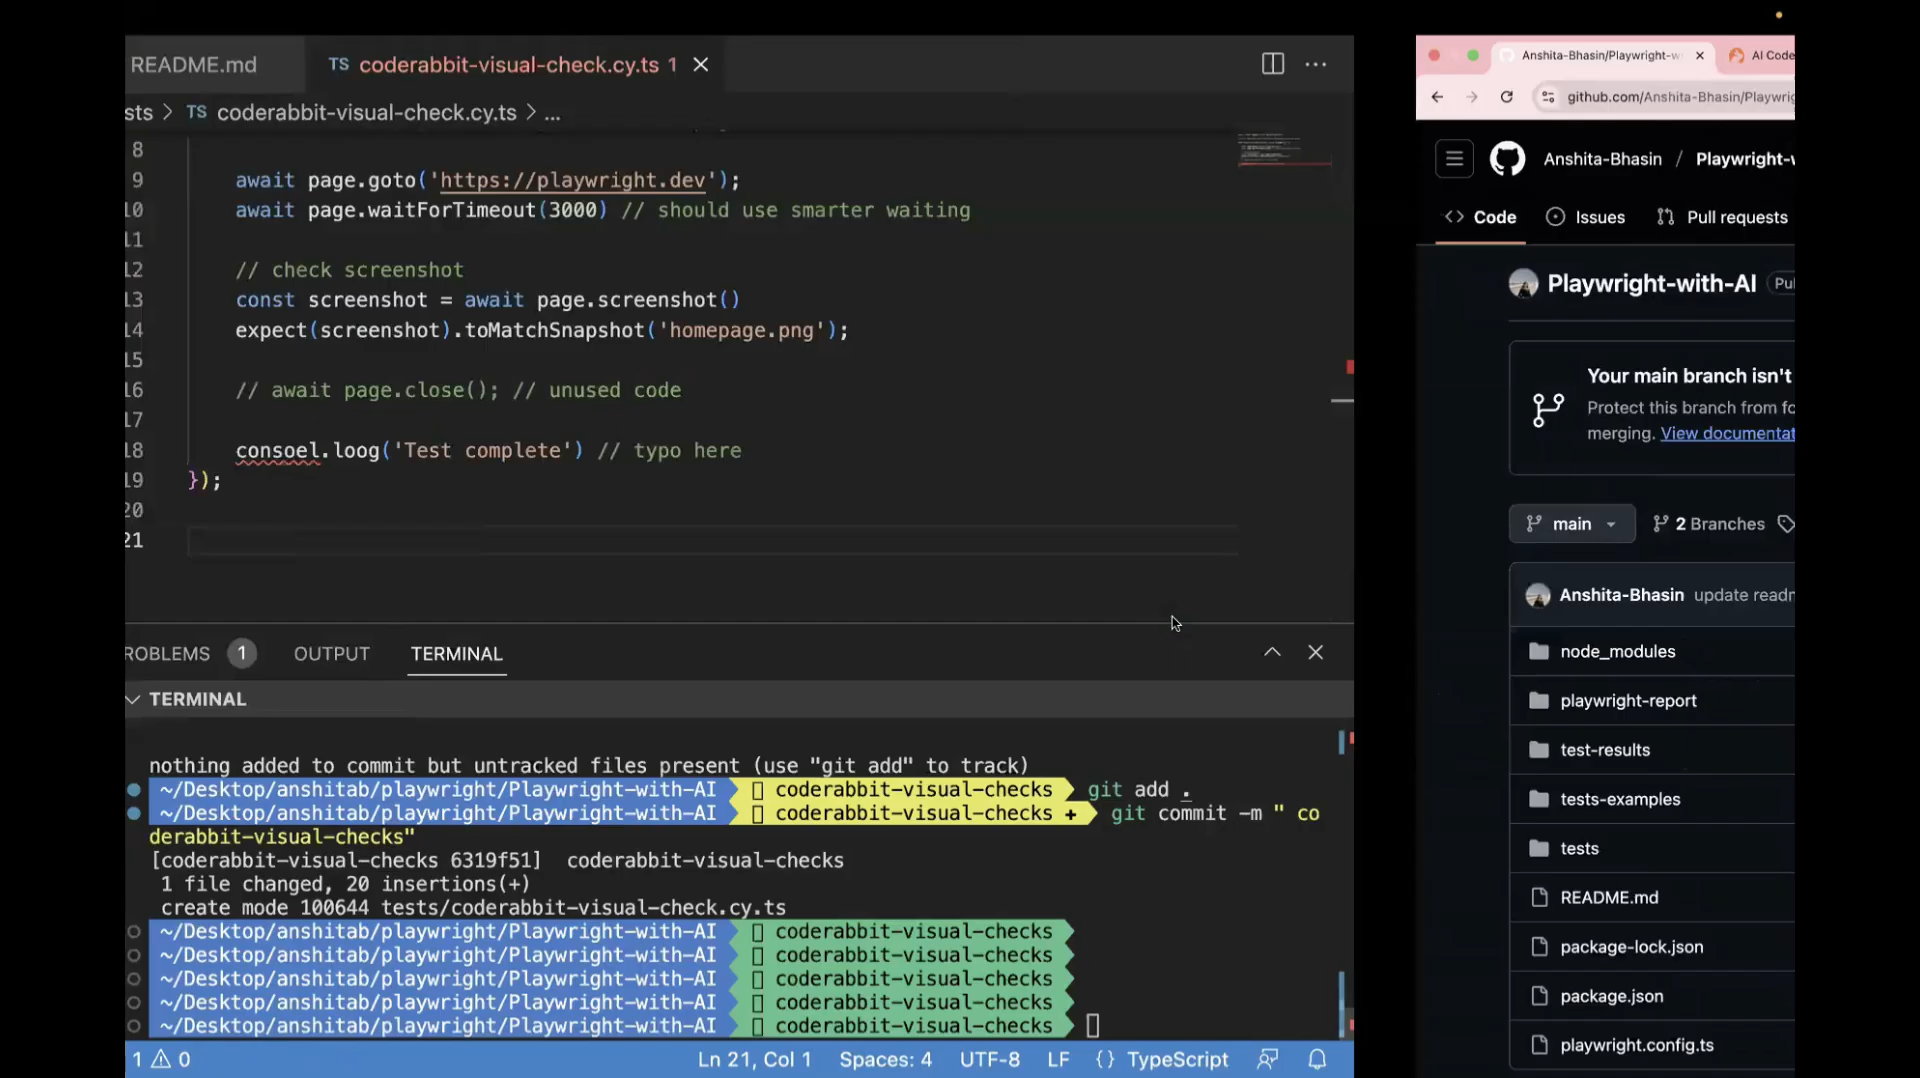 README.md
TS coderabbit-visual-check.cy.ts 1
sts > TS coderabbit-visual-check.cy.ts > ...
8
9 await page.goto('https://playwright.dev');
10 await page.waitForTimeout(3000) // should use smarter waiting
11
12 // check screenshot
13 const screenshot = await page.screenshot()
14 expect(screenshot).toMatchSnapshot('homepage.png');
15
16 // await page.close(); // unused code
17
18 consoel.loog('Test complete') // typo here
19 });
20
21
ROBLEMS 1 OUTPUT TERMINAL
TERMINAL
nothing added to commit but untracked files present (use "git add" to track)
~/Desktop/anshitab/playwright/Playwright-with-AI coderabbit-visual-checks git add .
~/Desktop/anshitab/playwright/Playwright-with-AI coderabbit-visual-checks + git commit -m " co
derabbit-visual-checks"
[coderabbit-visual-checks 6319f51] coderabbit-visual-checks
1 file changed, 20 insertions(+)
create mode 100644 tests/coderabbit-visual-check.cy.ts
~/Desktop/anshitab/playwright/Playwright-with-AI coderabbit-visual-checks
~/Desktop/anshitab/playwright/Playwright-with-AI coderabbit-visual-checks
~/Desktop/anshitab/playwright/Playwright-with-AI coderabbit-visual-checks
~/Desktop/anshitab/playwright/Playwright-with-AI coderabbit-visual-checks
~/Desktop/anshitab/playwright/Playwright-with-AI coderabbit-visual-checks
1 0 Ln 21, Col 1 Spaces: 4 UTF-8 LF {} TypeScript
Anshita-Bhasin/Playwright-w
AI Code
github.com/Anshita-Bhasin/Playwrig
Anshita-Bhasin / Playwright-w
Code Issues Pull requests
Playwright-with-AI Pu
Your main branch isn't
Protect this branch from fo
merging. View documentat
main 2 Branches
Anshita-Bhasin update readm
node_modules
playwright-report
test-results
tests-examples
tests
README.md
package-lock.json
package.json
playwright.config.ts